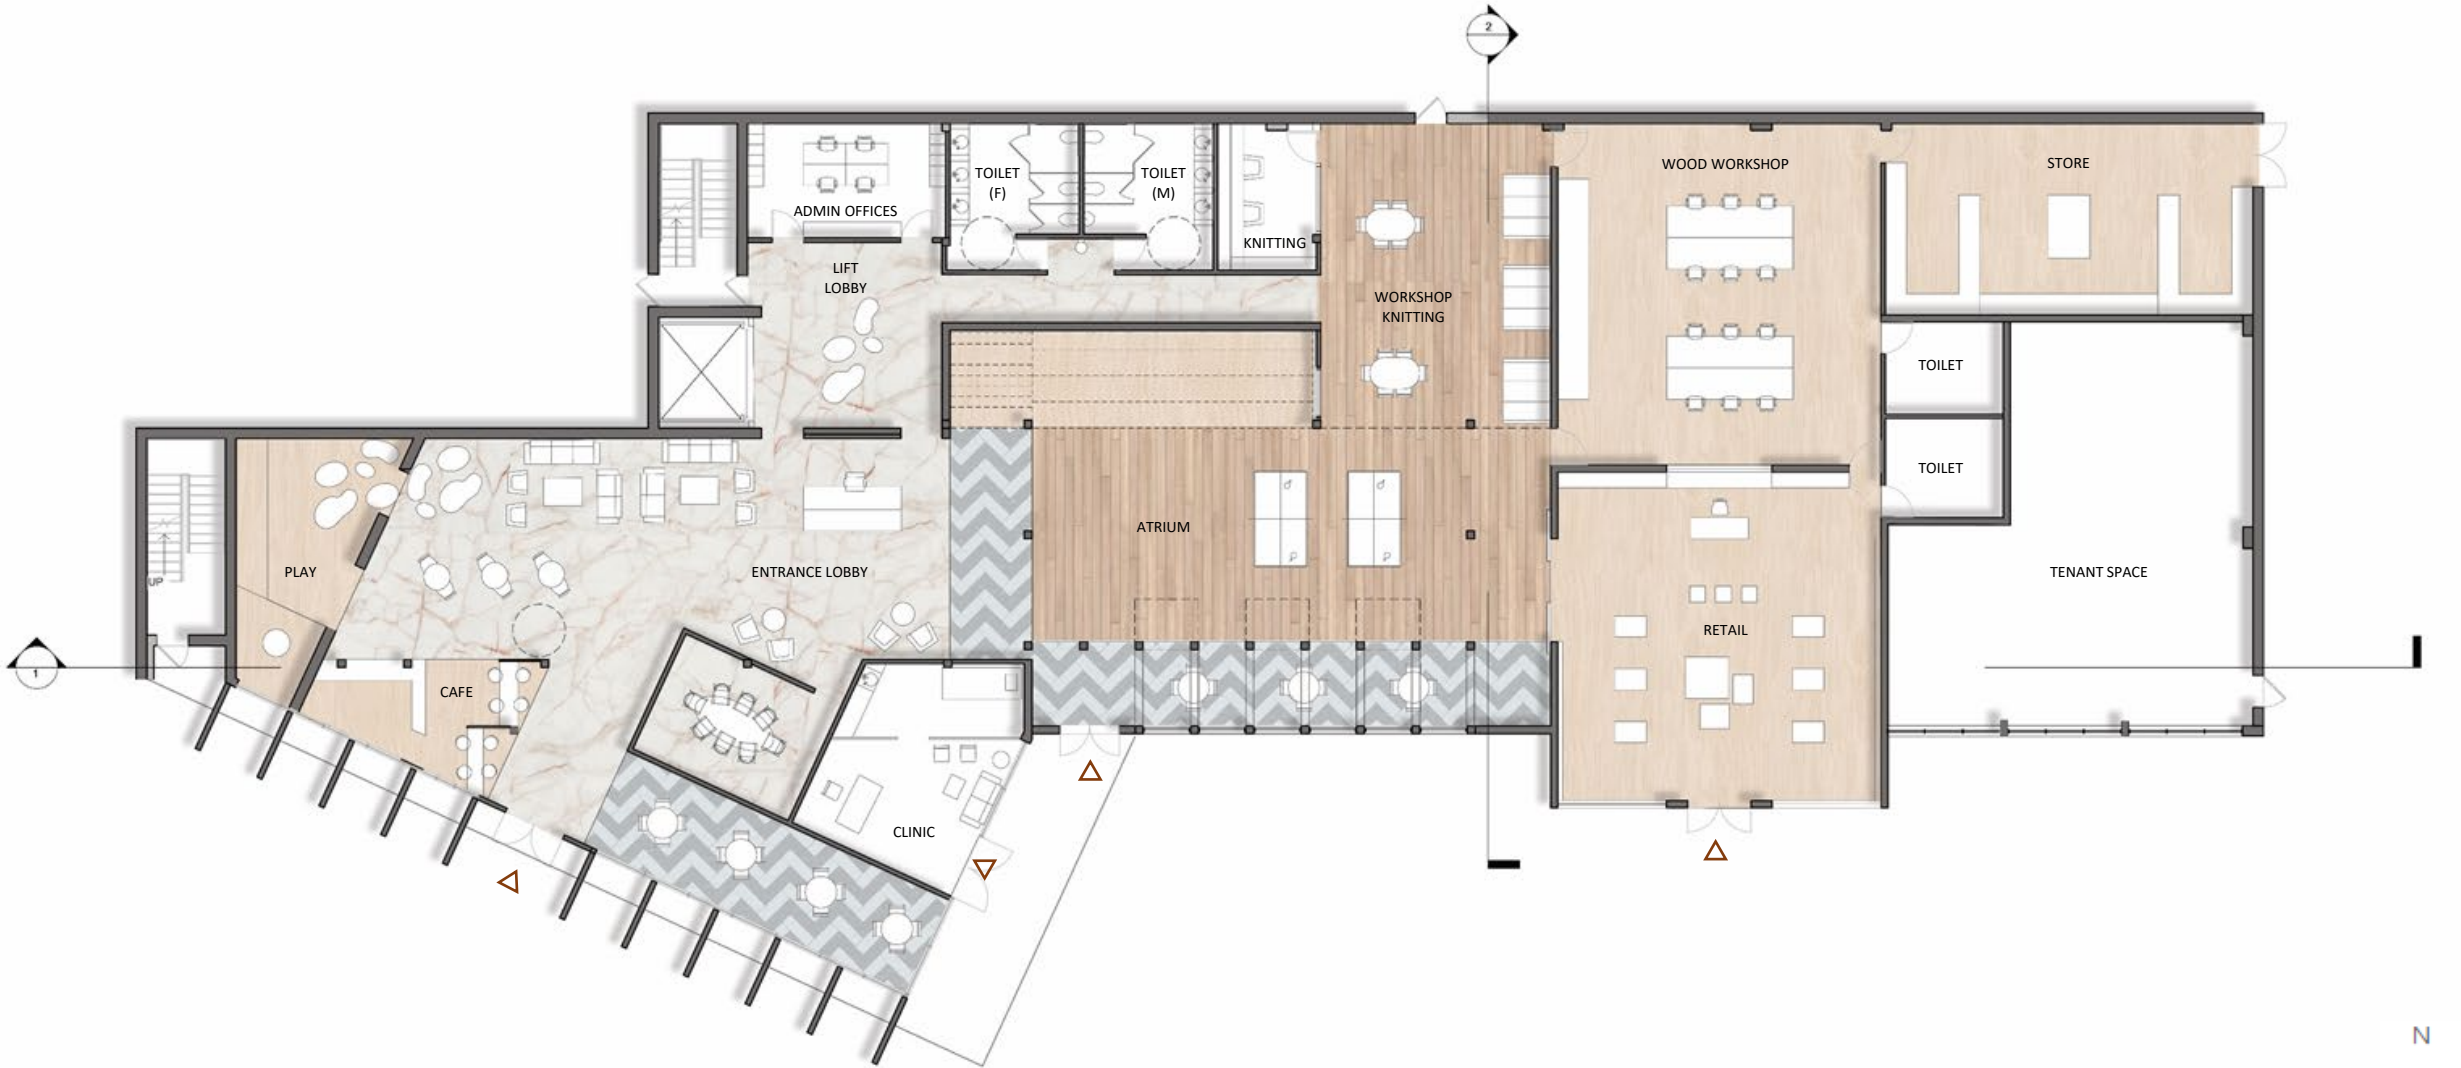 2
TOILET
(F)
TOILET
(M)
WOOD WORKSHOP
STORE
ADMIN OFFICES
KNITTING
LIFT
LOBBY
WORKSHOP
KNITTING
TOILET
TOILET
ATRIUM
PLAY
ENTRANCE LOBBY
TENANT SPACE
UP
RETAIL
1
CAFE
CLINIC
N